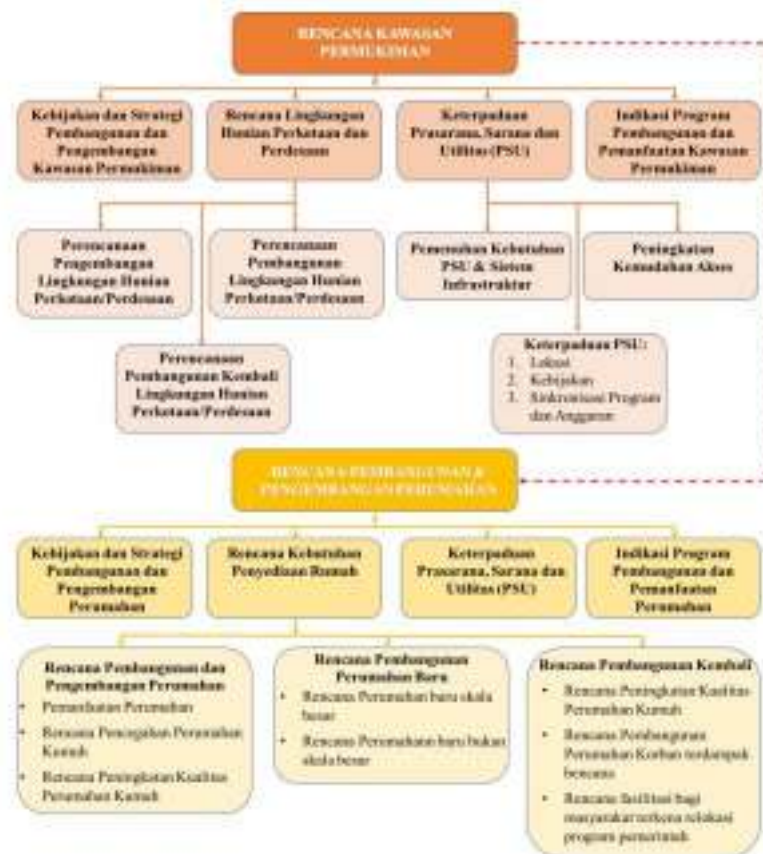 RENCANA KAWASAN
PERMUKIMAN
Kebijakan dan Strategi
Pembangunan dan
Pengembangan
Kawasan Permukiman
Rencana Lingkungan
Hunian Perkotaan dan
Perdesaan
Keterpaduan
Prasarana, Sarana dan
Utilitas (PSU)
Indikasi Program
Pembangunan dan
Pemanfaatan Kawasan
Permukiman
Perencanaan
Pengembangan
Lingkungan Hunian
Perkotaan/Perdesaan
Perencanaan
Pembangunan
Lingkungan Hunian
Perkotaan/Perdesaan
Pemenuhan Kebutuhan
PSU & Sistem
Infrastruktur
Peningkatan
Kemudahan Akses
Perencanaan
Pembangunan Kembali
Lingkungan Hunian
Perkotaan/Perdesaan
Keterpaduan PSU:
1. Lokasi
2. Kebijakan
3. Sinkronisasi Program
dan Anggaran
RENCANA PEMBANGUNAN &
PENGEMBANGAN PERUMAHAN
Kebijakan dan Strategi
Pembangunan dan
Pengembangan
Perumahan
Rencana Kebutuhan
Penyediaan Rumah
Keterpaduan
Prasarana, Sarana dan
Utilitas (PSU)
Indikasi Program
Pembangunan dan
Pemanfaatan
Perumahan
Rencana Pembangunan dan
Pengembangan Perumahan
• Pemanfaatan Perumahan
• Rencana Pencegahan Perumahan
Kumuh
• Rencana Peningkatan Kualitas
Perumahan Kumuh
Rencana Pembangunan
Perumahan Baru
• Rencana Perumahan baru skala
besar
• Rencana Perumahann baru bukan
skala besar
Rencana Pembangunan Kembali
• Rencana Peningkatan Kualitas
Perumahan Kumuh
• Rencana Pembangunan
Perumahan Korban terdampak
bencana
• Rencana fasilitasi bagi
masyarakat terkena relokasi
program pemerintah